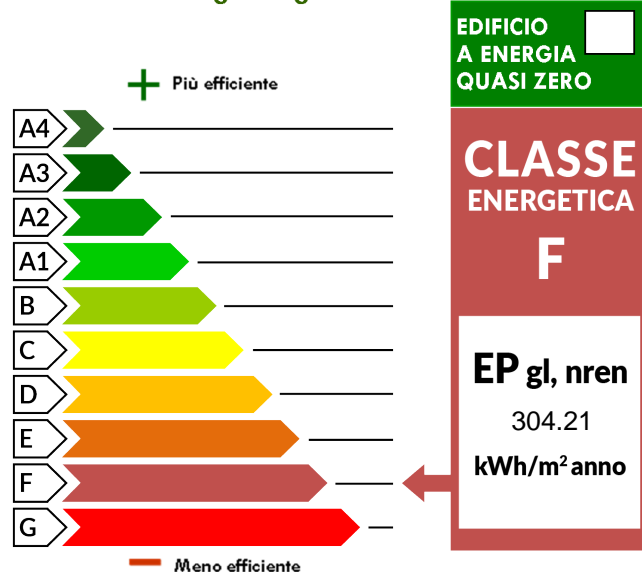 EDIFICIO
A ENERGIA
QUASI ZERO
Più efficiente
A4
A3
A2
A1
B
C
D
E
F
G
Meno efficiente
CLASSE
ENERGETICA
F
EP gl, nren
304.21
kWh/m² anno